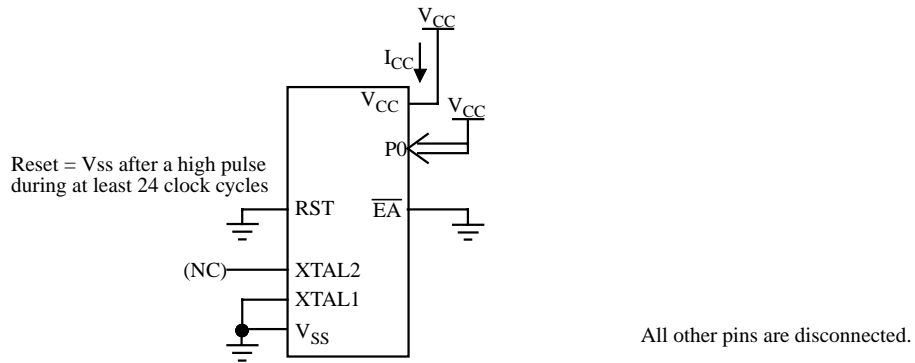 VCC
ICC
VCC
VCC
P0
Reset = Vss after a high pulse
during at least 24 clock cycles
RST
EA
(NC)
XTAL2
XTAL1
VSS
All other pins are disconnected.